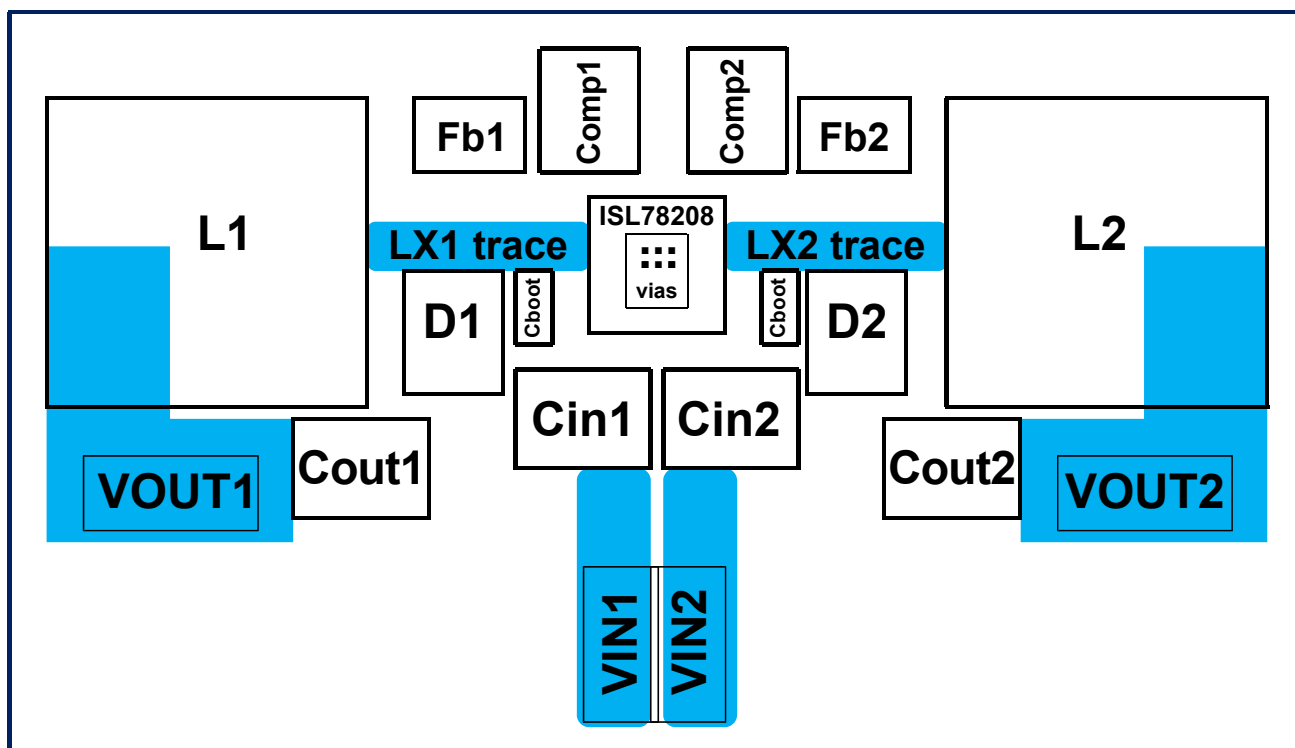 Comp1
Comp2
Fb1
Fb2
ISL78208
L1
LX1 trace
LX2 trace
L2
vias
Cboot
Cboot
D1
D2
Cin1
Cin2
Cout1
Cout2
VOUT1
VOUT2
VIN1
VIN2